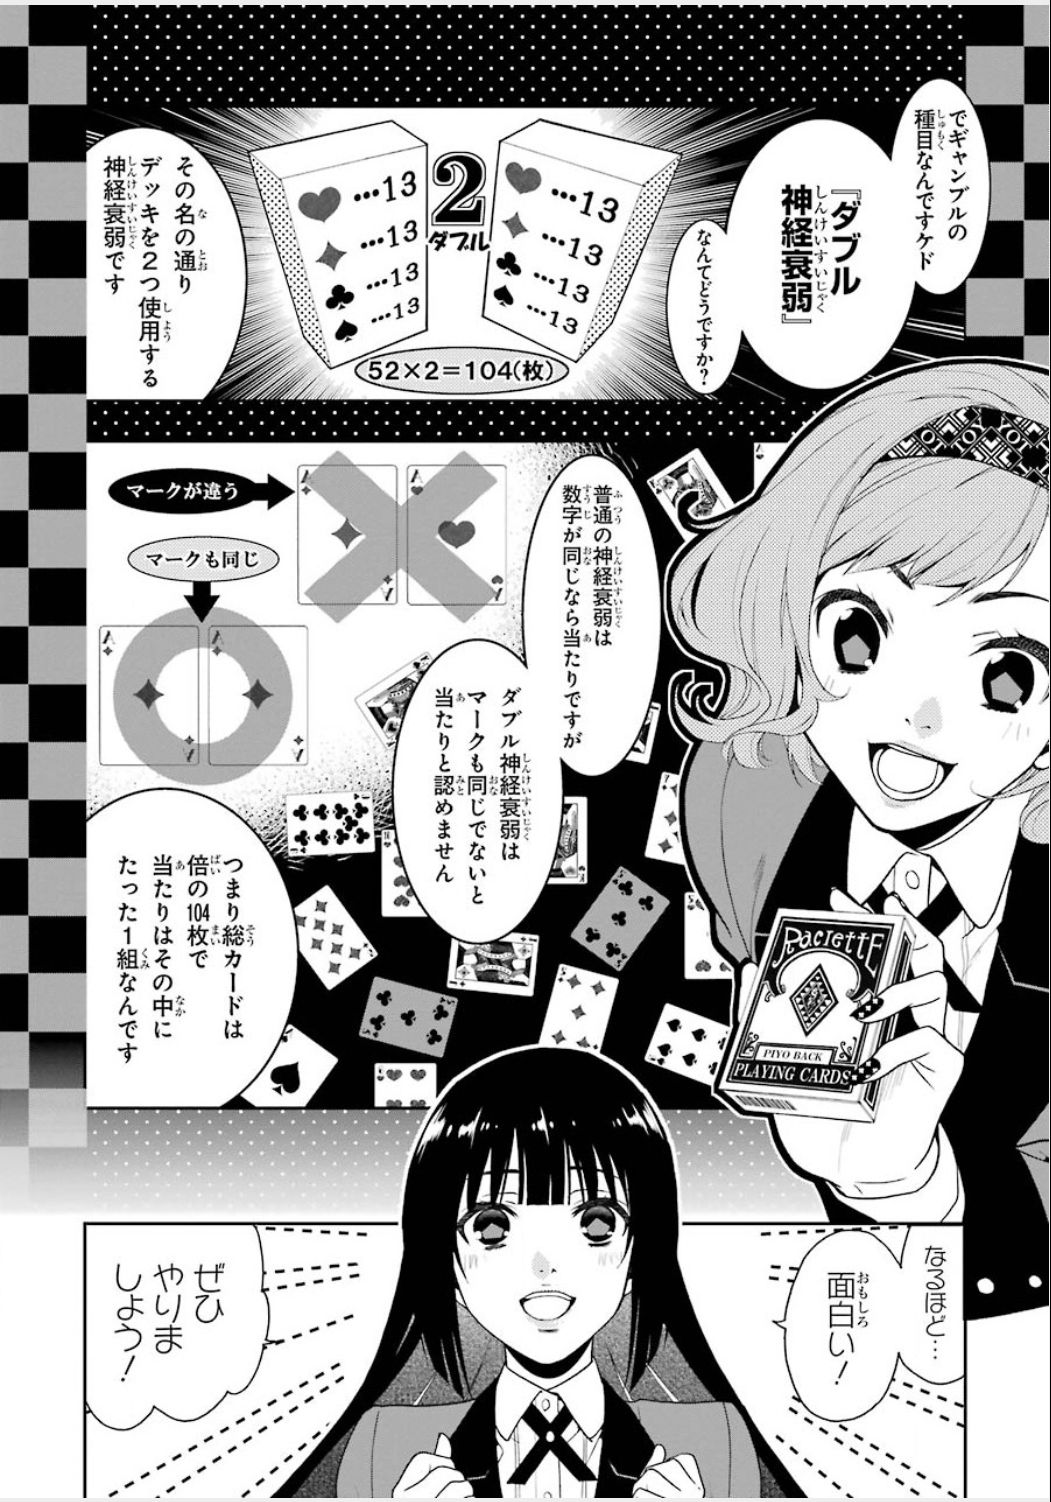 でギャンブルの
種目なんですケド
『ダブル
神経衰弱』
なんてどうですか?
2
ダブル
…13
…13
…13
…13
…13
…13
…13
…13
52×2=104(枚)
その名の通り
デッキを2つ使用する
神経衰弱です
普通の神経衰弱は
数字が同じなら当たりですが
ダブル神経衰弱は
マークも同じでないと
当たりと認めません
マークが違う
マークも同じ
A
A
A
A
A
A
A
A
つまり総カードは
倍の104枚で
当たりはその中に
たった1組なんです
PIYO BACK
PLAYING CARDS
なるほど…
面白い!
ぜひ
やりま
しょう!